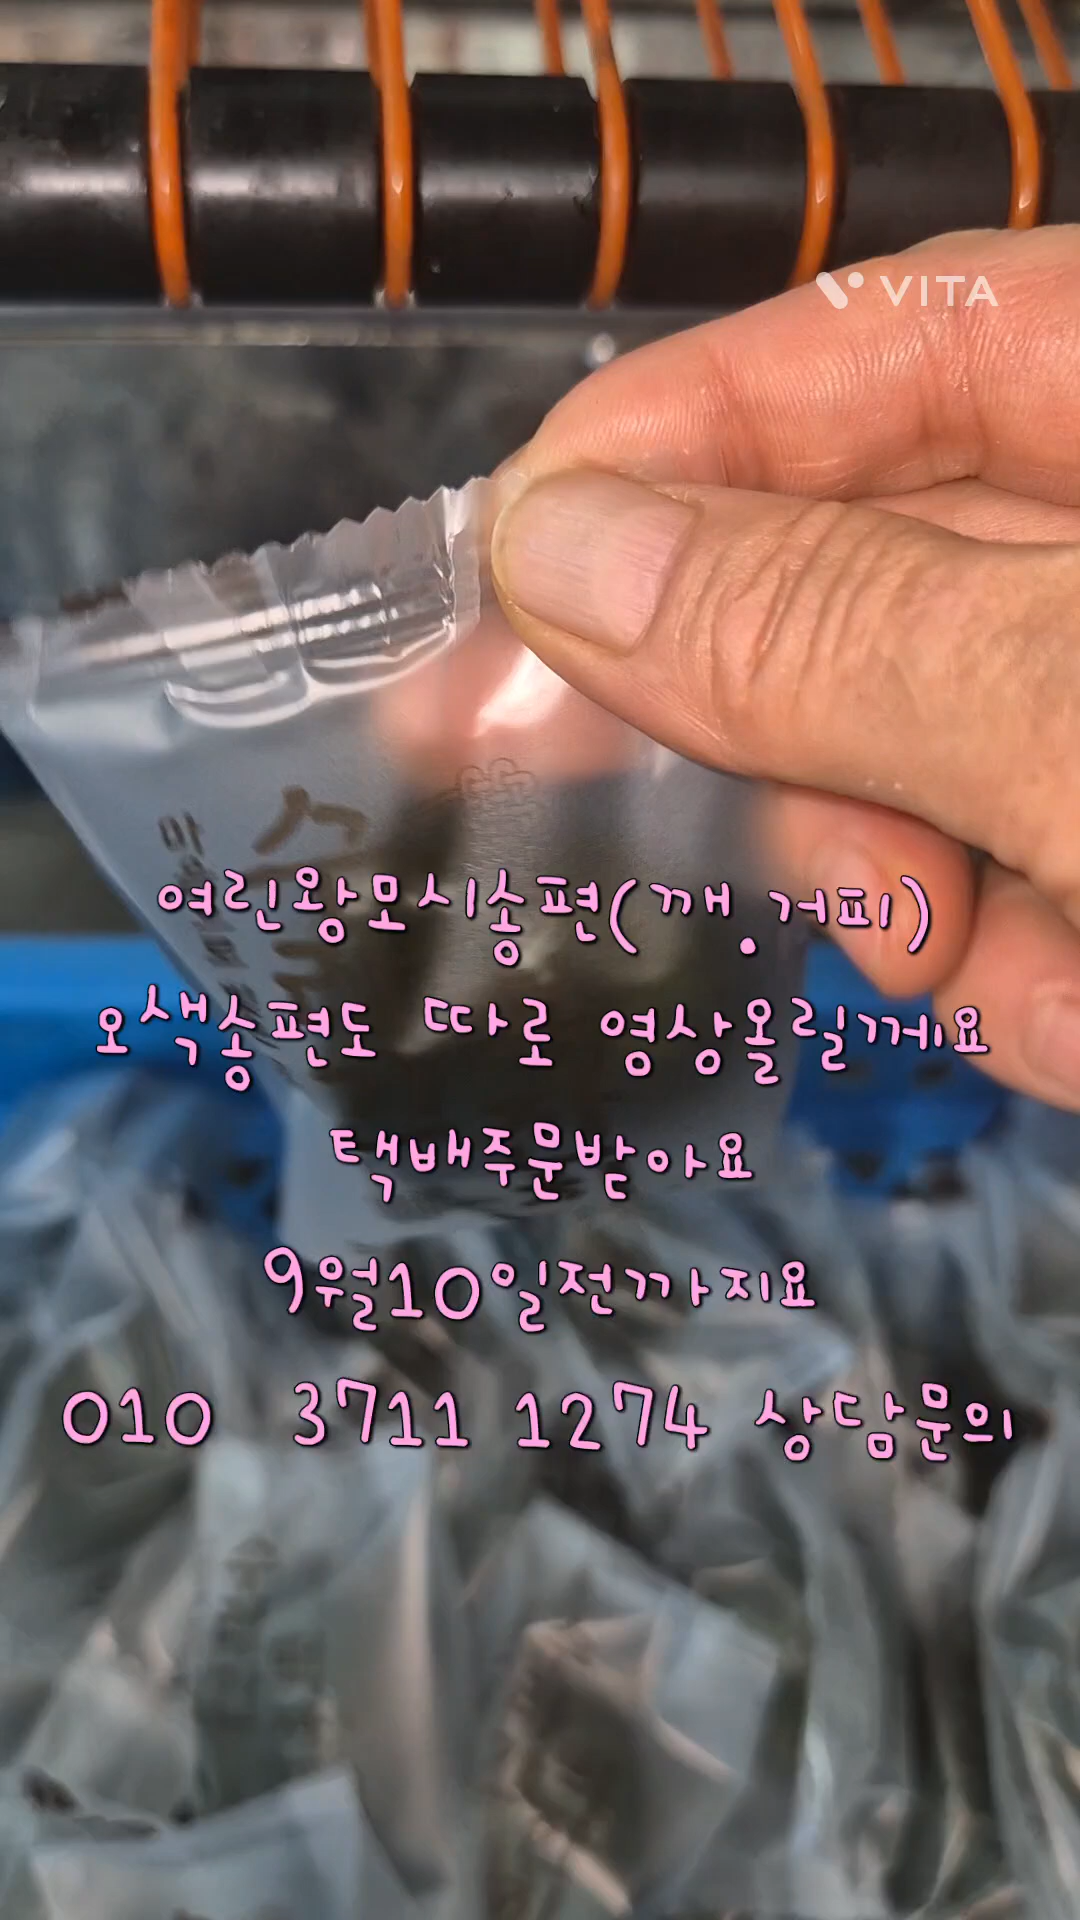 VITA
여린왕모시송편(깨.거피)
오색송편도 따로 영상올릴께요
택배주문받아요
9월10일전까지요
010 3711 1274 상담문의